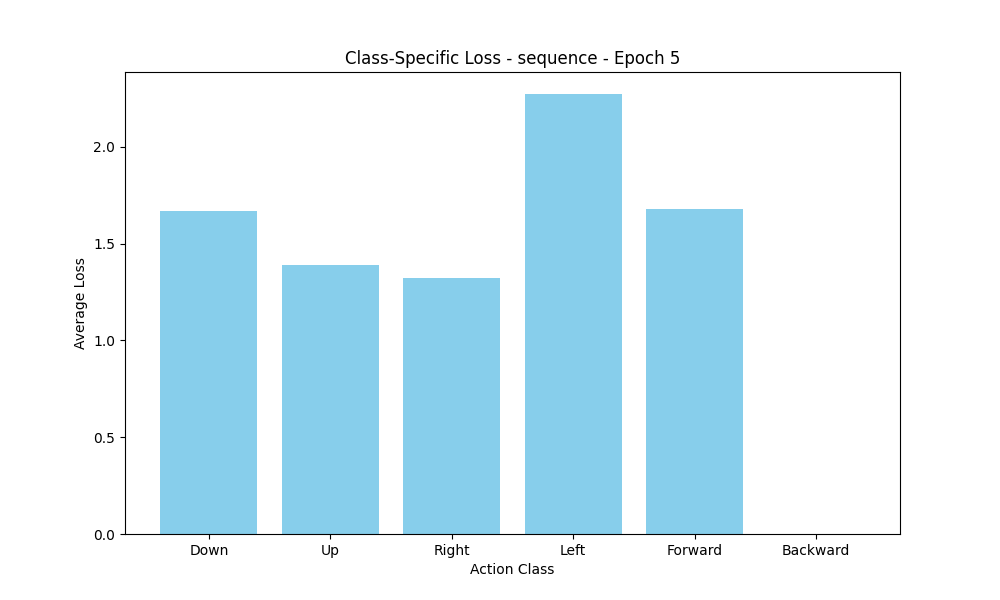 Class-Specific Loss - sequence - Epoch 5
Average Loss
2.0
1.5
1.0
0.5
0.0
Down Up Right Left Forward Backward
Action Class